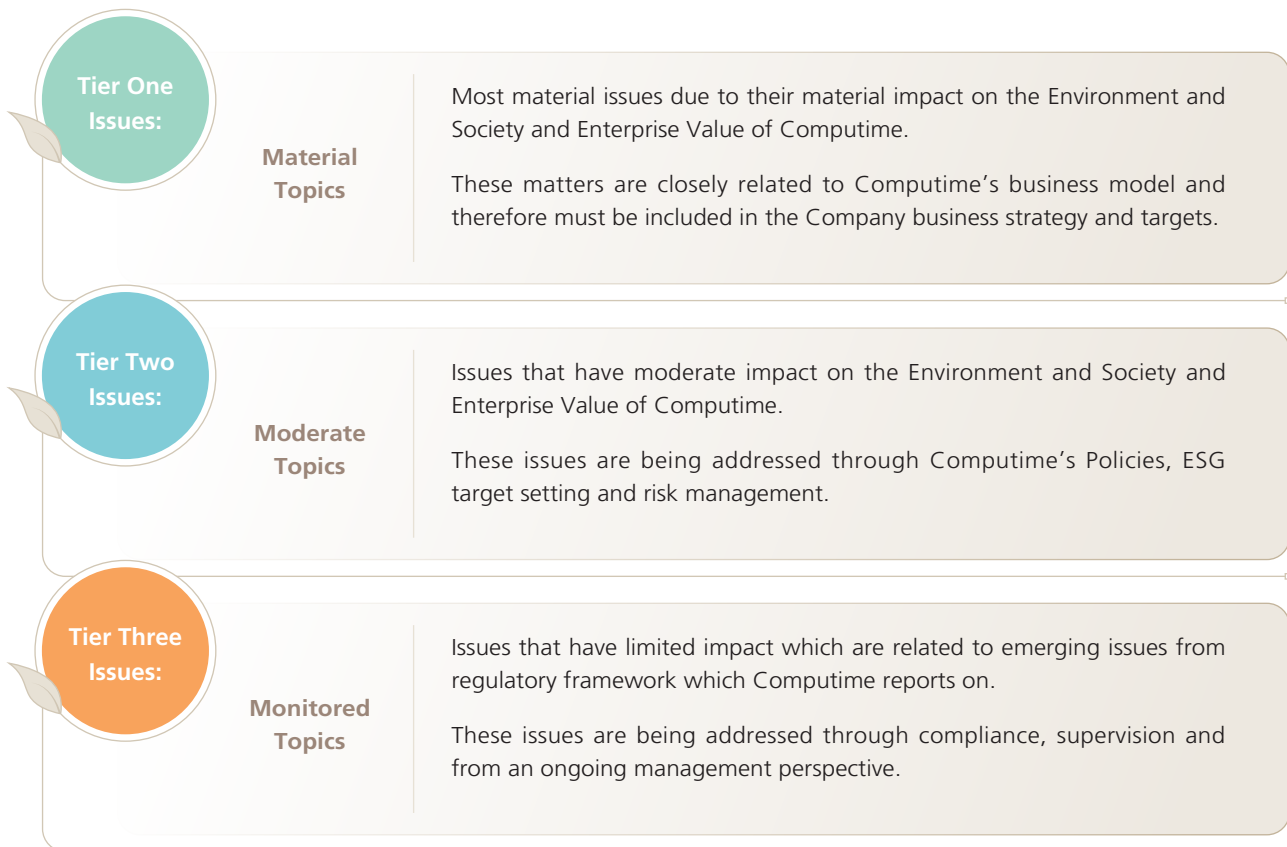 Tier One
Issues:
Material
Topics
Most material issues due to their material impact on the Environment and
Society and Enterprise Value of Computime.
These matters are closely related to Computime’s business model and
therefore must be included in the Company business strategy and targets.
Tier Two
Issues:
Moderate
Topics
Issues that have moderate impact on the Environment and Society and
Enterprise Value of Computime.
These issues are being addressed through Computime’s Policies, ESG
target setting and risk management.
Tier Three
Issues:
Monitored
Topics
Issues that have limited impact which are related to emerging issues from
regulatory framework which Computime reports on.
These issues are being addressed through compliance, supervision and
from an ongoing management perspective.